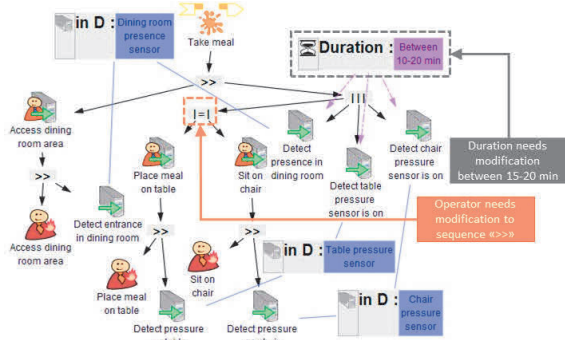 in D :
Dining room
presence
sensor
Take meal
Duration :
Between
10-20 min
>>
|=|
|||
Access dining
room area
Place meal
on table
Sit on
chair
Detect
presence in
dining room
Detect chair
pressure
sensor is on
Detect table
pressure
sensor is on
Duration needs
modification
between 15-20 min
>>
Access dining
room area
Detect entrance
in dining room
>>
>>
Operator needs
modification to
sequence «>>»
Place meal
on table
Sit on
chair
in D :
Table pressure
sensor
in D :
Chair
pressure
sensor
Detect pressure
Detect pressure